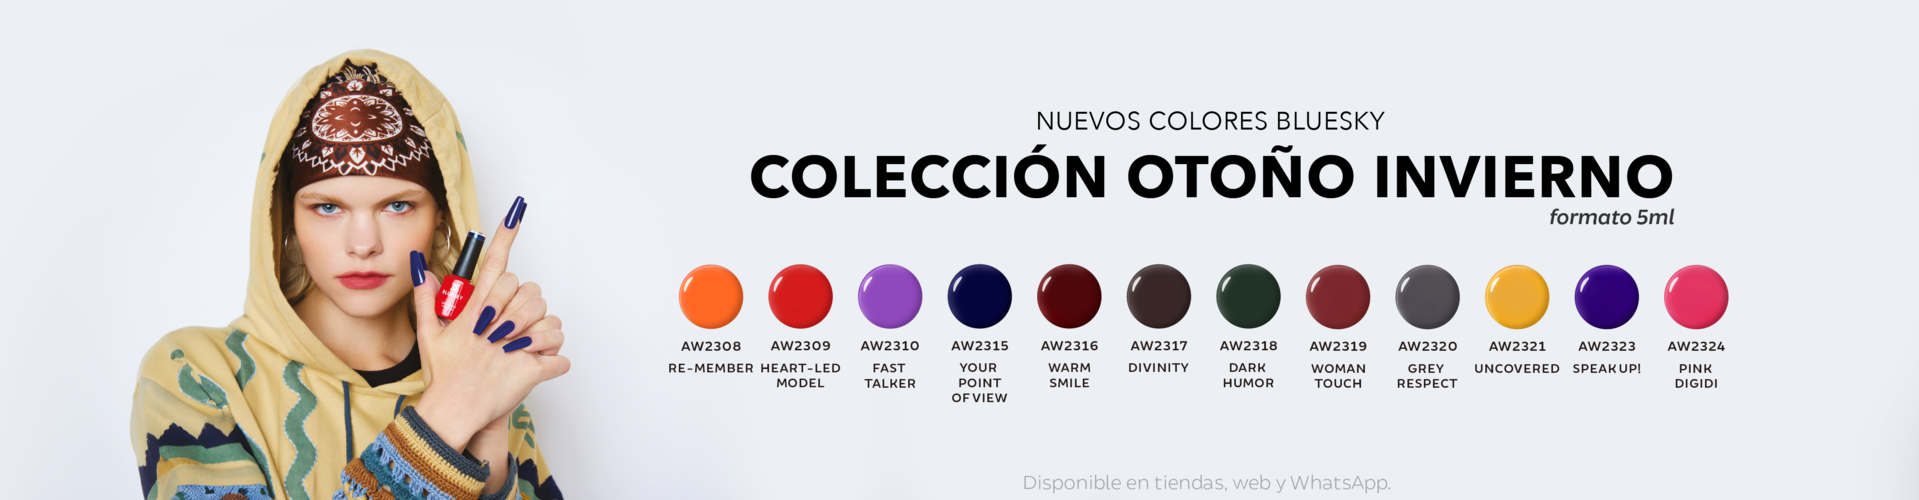 NUEVOS COLORES BLUESKY
COLECCIÓN OTOÑO INVIERNO
formato 5ml
AW2308
RE-MEMBER
AW2309
HEART-LED
MODEL
AW2310
FAST
TALKER
AW2315
YOUR
POINT
OF VIEW
AW2316
WARM
SMILE
AW2317
DIVINITY
AW2318
DARK
HUMOR
AW2319
WOMAN
TOUCH
AW2320
GREY
RESPECT
AW2321
UNCOVERED
AW2323
SPEAK UP!
AW2324
PINK
DIGIDI
BLUESKY
Disponible en tiendas, web y WhatsApp.